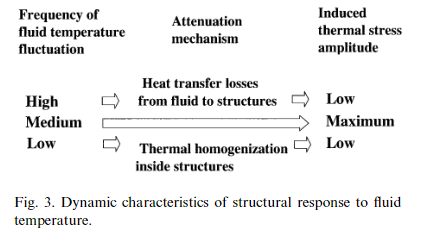 Frequency of
fluid temperature
fluctuation
Attenuation
mechanism
Induced
thermal stress
amplitude
Heat transfer losses
High from fluid to structures Low
Medium Maximum
Low Thermal homogenization Low
inside structures
Fig. 3. Dynamic characteristics of structural response to fluid
temperature.